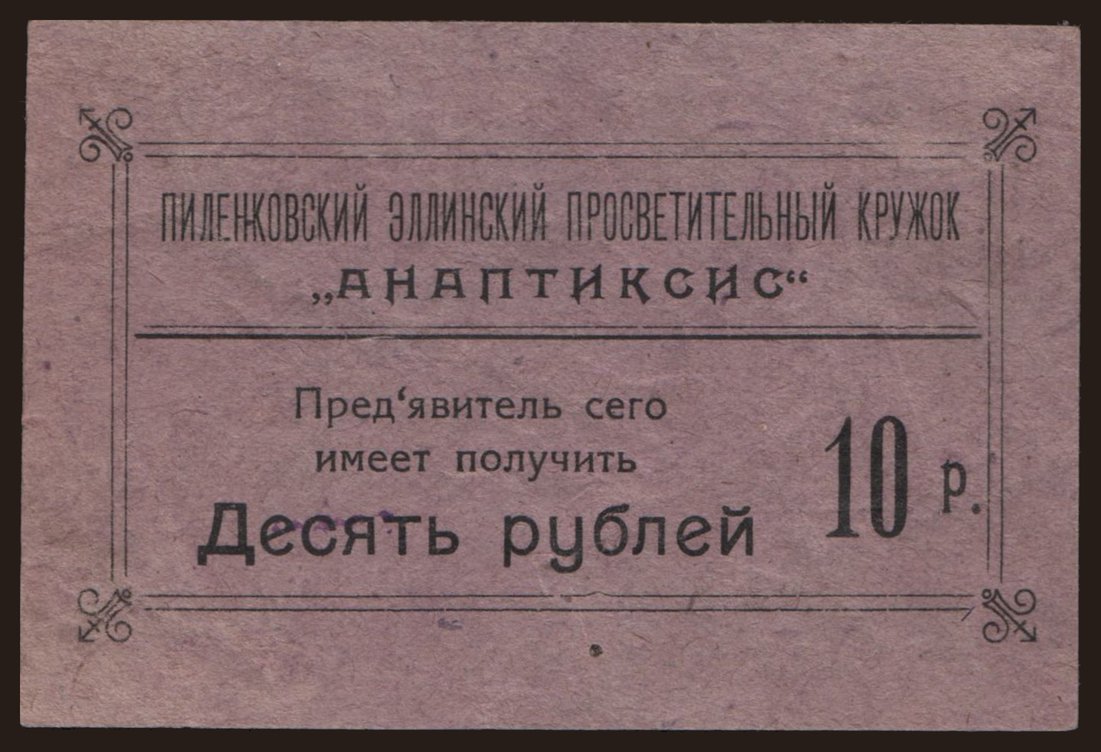 ПИЛЕНКОВСКИЙ ЭЛЛИНСКИЙ ПРОСВЕТИТЕЛЬНЫЙ КРУЖОК
„АНАПТИКСИС“
Пред‘явитель сего
имеет получить
Десять рублей
10 р.